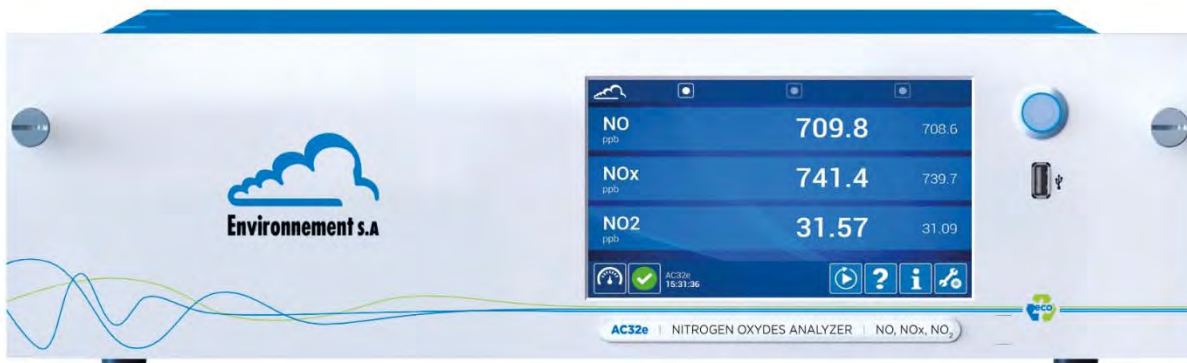 Environnement s.a
NO
ppb
709.8
708.6
NOx
ppb
741.4
739.7
NO2
ppb
31.57
31.09
AC32e
15:31:36
?
i
eco
AC32e | NITROGEN OXYDES ANALYZER | NO, NOx, NO₂